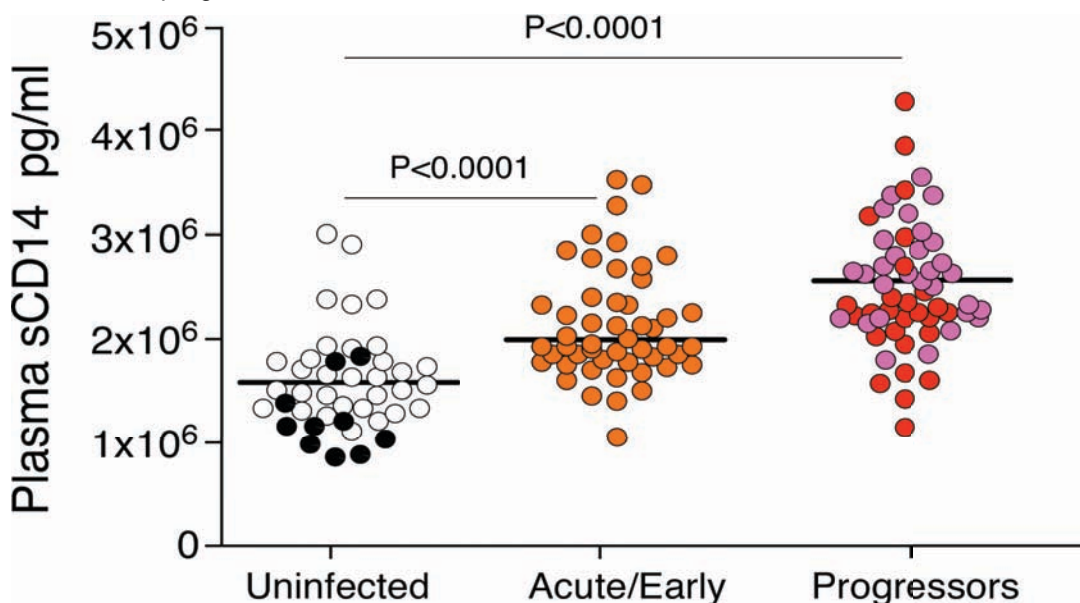 P<0.0001
P<0.0001
Plasma sCD14 pg/ml
5x10⁶
4x10⁶
3x10⁶
2x10⁶
1x10⁶
0
Uninfected Acute/Early Progressors